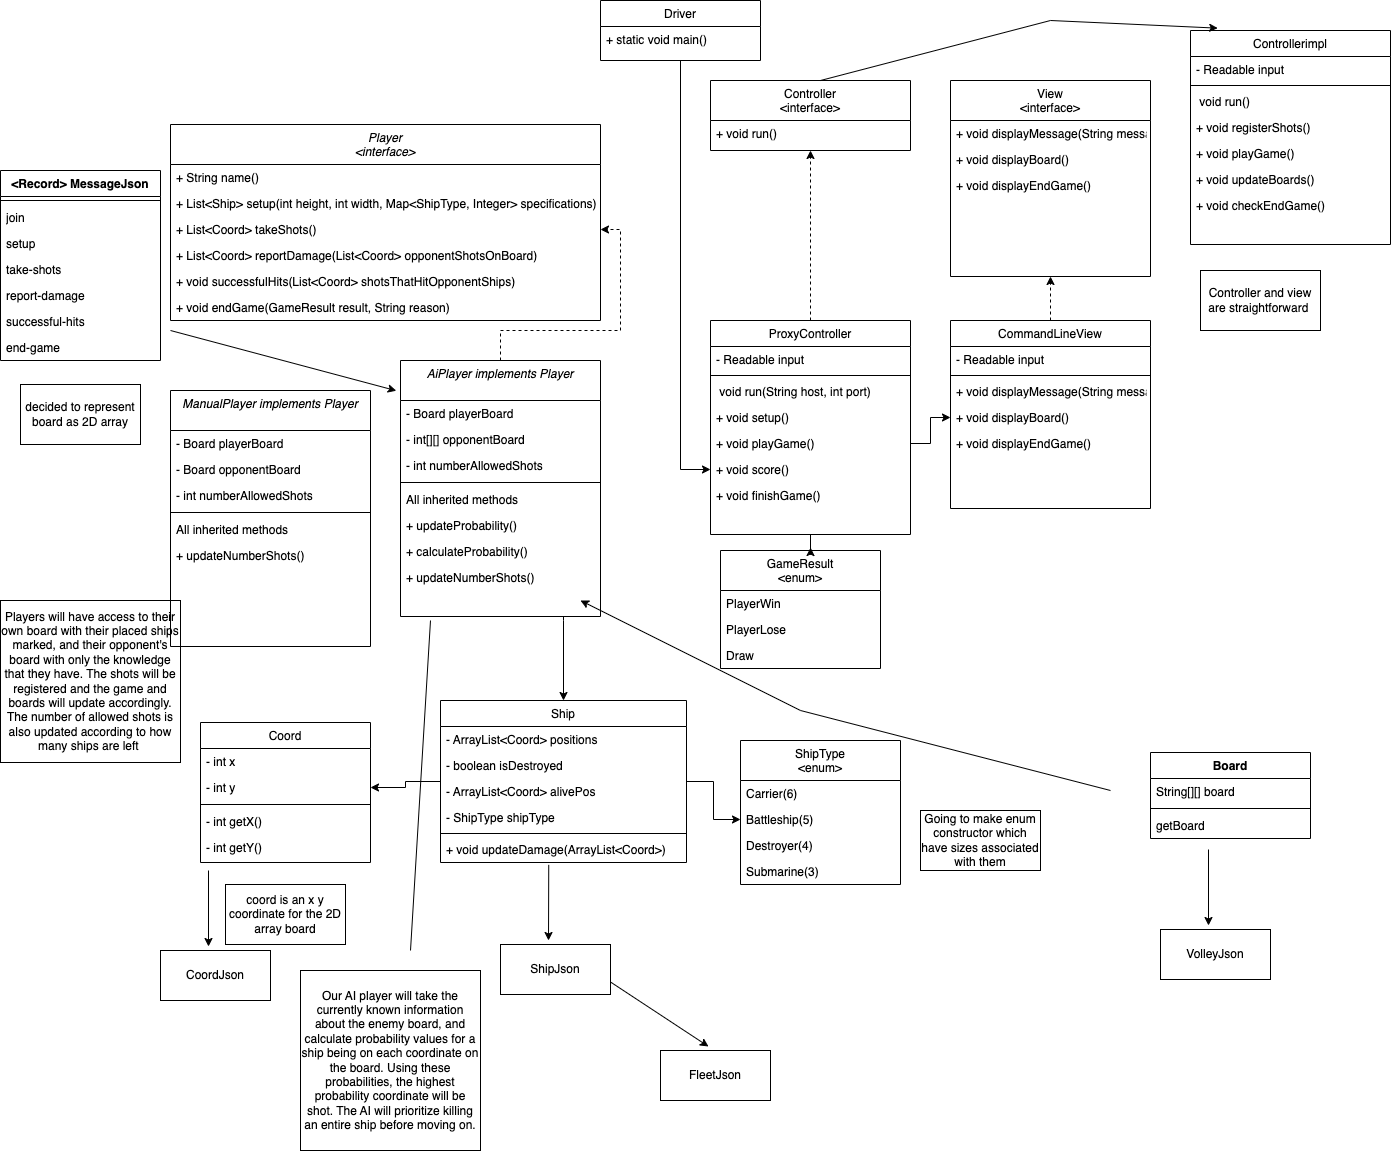 Driver
+ static void main()
Controllerimpl
- Readable input
void run()
+ void registerShots()
+ void playGame()
+ void updateBoards()
+ void checkEndGame()
Controller
<interface>
+ void run()
View
<interface>
+ void displayMessage(String messa
+ void displayBoard()
+ void displayEndGame()
Player
<interface>
+ String name()
+ List<Ship> setup(int height, int width, Map<ShipType, Integer> specifications)
+ List<Coord> takeShots()
+ List<Coord> reportDamage(List<Coord> opponentShotsOnBoard)
+ void successfulHits(List<Coord> shotsThatHitOpponentShips)
+ void endGame(GameResult result, String reason)
<Record> MessageJson
join
setup
take-shots
report-damage
successful-hits
end-game
Controller and view
are straightforward
ProxyController
- Readable input
void run(String host, int port)
+ void setup()
+ void playGame()
+ void score()
+ void finishGame()
CommandLineView
- Readable input
+ void displayMessage(String messa
+ void displayBoard()
+ void displayEndGame()
decided to represent
board as 2D array
ManualPlayer implements Player
- Board playerBoard
- Board opponentBoard
- int numberAllowedShots
All inherited methods
+ updateNumberShots()
AiPlayer implements Player
- Board playerBoard
- int[][] opponentBoard
- int numberAllowedShots
All inherited methods
+ updateProbability()
+ calculateProbability()
+ updateNumberShots()
GameResult
<enum>
PlayerWin
PlayerLose
Draw
Players will have access to their
own board with their placed ships
marked, and their opponent's
board with only the knowledge
that they have. The shots will be
registered and the game and
boards will update accordingly.
The number of allowed shots is
also updated according to how
many ships are left
Coord
- int x
- int y
- int getX()
- int getY()
Ship
- ArrayList<Coord> positions
- boolean isDestroyed
- ArrayList<Coord> alivePos
- ShipType shipType
+ void updateDamage(ArrayList<Coord>)
ShipType
<enum>
Carrier(6)
Battleship(5)
Destroyer(4)
Submarine(3)
Going to make enum
constructor which
have sizes associated
with them
Board
String[][] board
getBoard
coord is an x y
coordinate for the 2D
array board
CoordJson
ShipJson
VolleyJson
FleetJson
Our AI player will take the
currently known information
about the enemy board, and
calculate probability values for a
ship being on each coordinate on
the board. Using these
probabilities, the highest
probability coordinate will be
shot. The AI will prioritize killing
an entire ship before moving on.